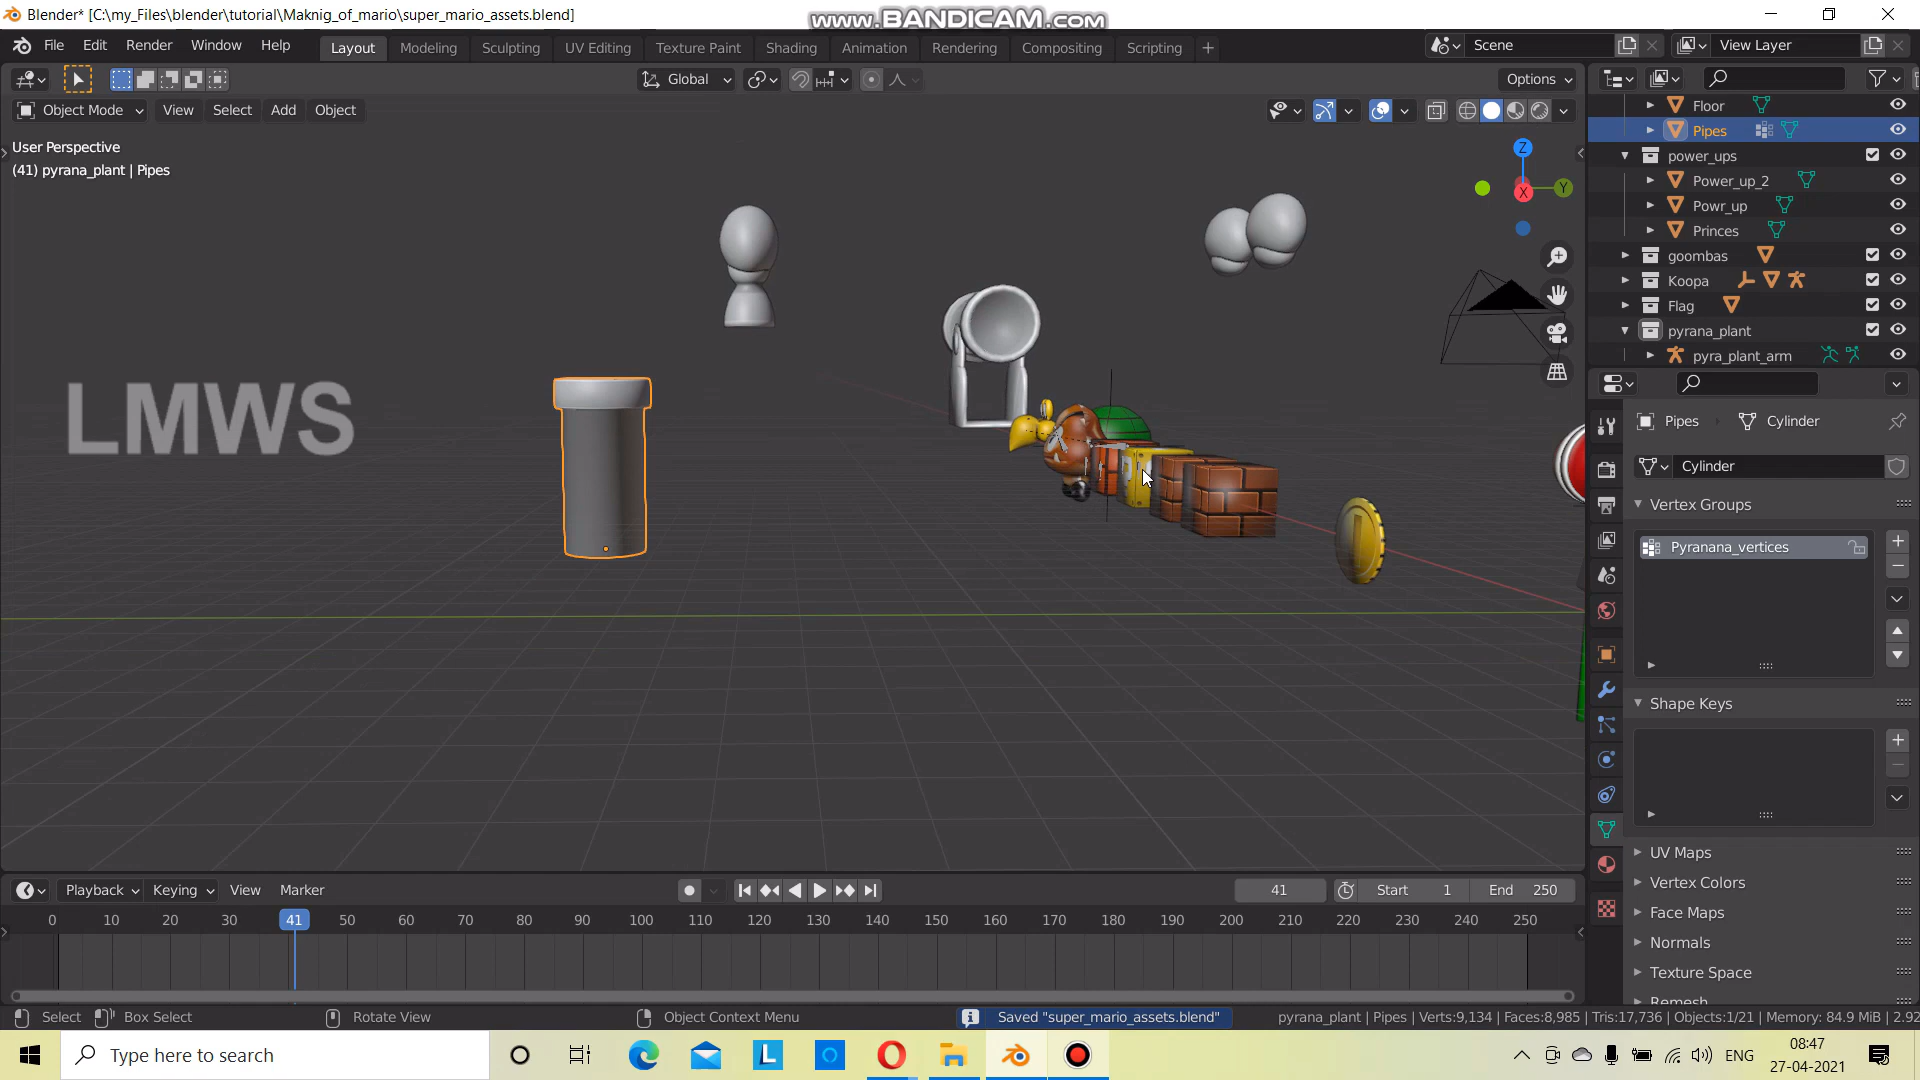 Blender* [C:\my_Files\blender\tutorial\Maknig_of_mario\super_mario_assets.blend]
www.BANDICAM.com
File Edit Render Window Help
Layout Modeling Sculpting UV Editing Texture Paint Shading Animation Rendering Compositing Scripting +
Scene
View Layer
Global
Options
Object Mode View Select Add Object
User Perspective
(41) pyrana_plant | Pipes
Z
Y
X
LMWS
Floor
Pipes
power_ups
Power_up_2
Powr_up
Princes
goombas
Koopa
Flag
pyrana_plant
pyra_plant_arm
Pipes Cylinder
Cylinder
Vertex Groups
Pyranana_vertices
Shape Keys
UV Maps
Vertex Colors
Face Maps
Normals
Texture Space
Remesh
Playback Keying View Marker
41 Start 1 End 250
0 10 20 30 41 50 60 70 80 90 100 110 120 130 140 150 160 170 180 190 200 210 220 230 240 250
Select Box Select Rotate View Object Context Menu
Saved "super_mario_assets.blend"
pyrana_plant | Pipes | Verts:9,134 | Faces:8,985 | Tris:17,736 | Objects:1/21 | Memory: 84.9 MiB | 2.92
Type here to search
L
ENG
08:47
27-04-2021